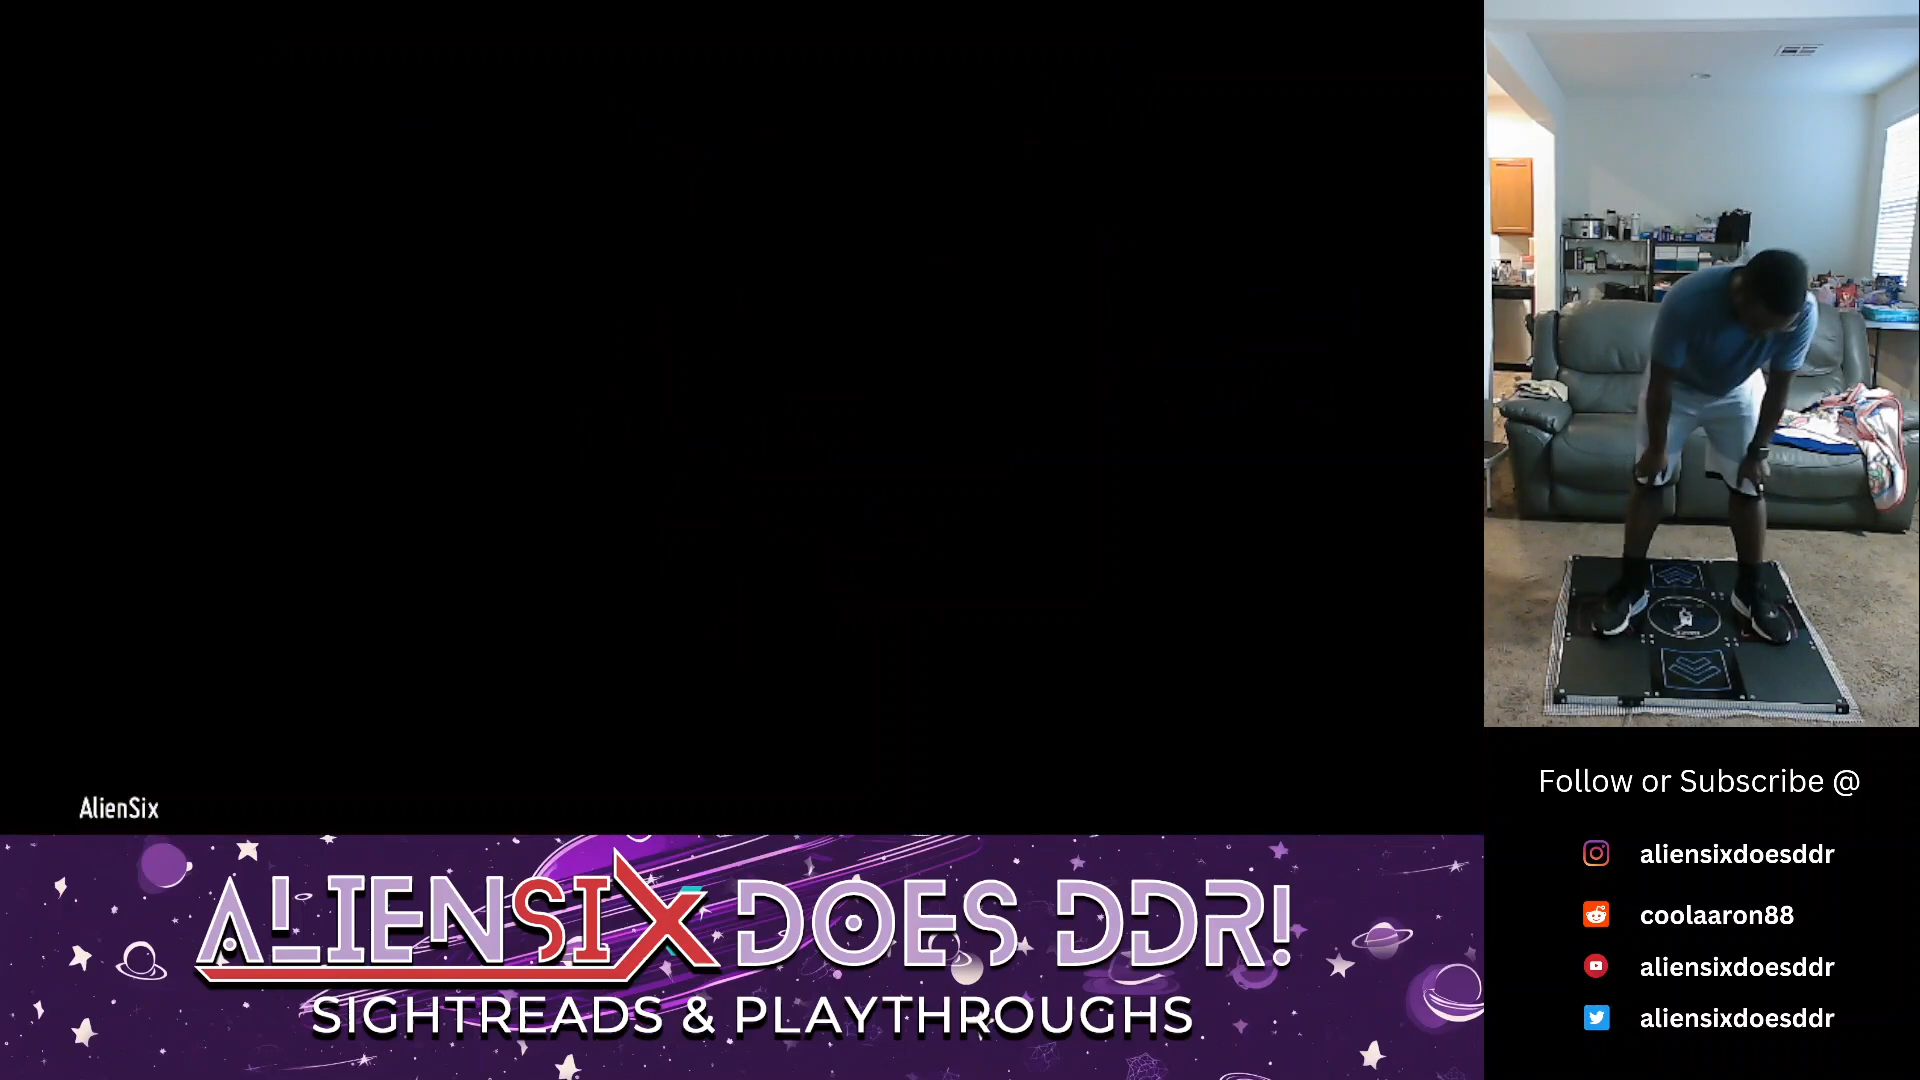 AlienSix
ALIENSIX DOES DDR!
SIGHTREADS & PLAYTHROUGHS
Follow or Subscribe @
aliensixdoesddr
coolaaron88
aliensixdoesddr
aliensixdoesddr